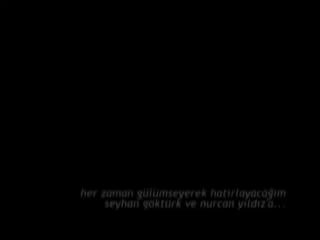 her zaman gülümseyerek hatırlayacağım
seyhan göktürk ve nurcan yıldız'a...